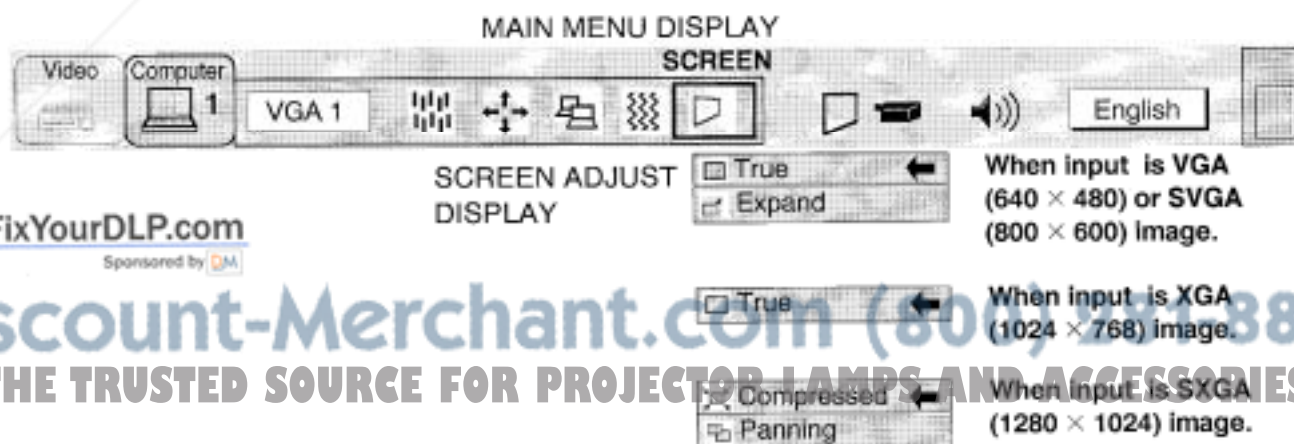 MAIN MENU DISPLAY
SCREEN
Video
Computer
1
VGA 1
English
SCREEN ADJUST
DISPLAY
True
Expand
When input is VGA
(640 × 480) or SVGA
(800 × 600) image.
FixYourDLP.com
Sponsored by DM
True
When input is XGA
(1024 × 768) image.
scount-Merchant.com (800)
THE TRUSTED SOURCE FOR PROJECTOR LAMPS AND ACCESSORIES
Compressed
Panning
When input is SXGA
(1280 × 1024) image.